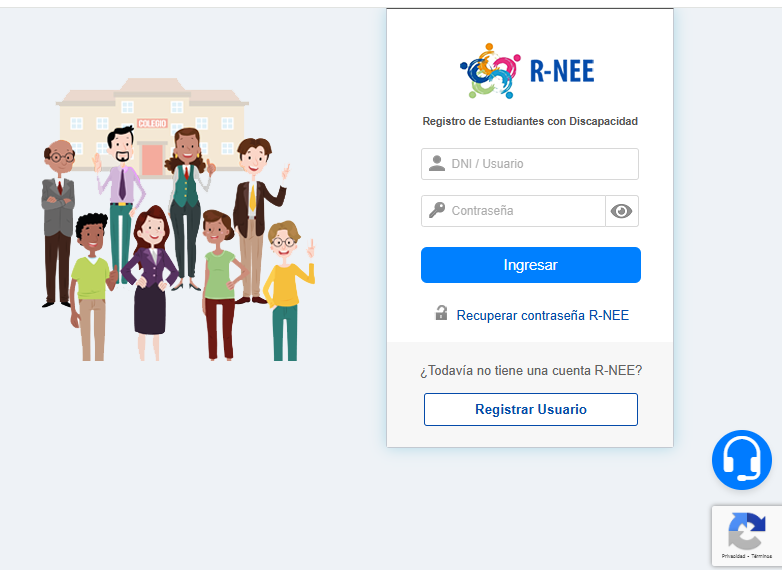 COLEGIO
R-NEE
Registro de Estudiantes con Discapacidad
DNI / Usuario
Contraseña
Ingresar
Recuperar contraseña R-NEE
¿Todavía no tiene una cuenta R-NEE?
Registrar Usuario
Privacidad - Términos